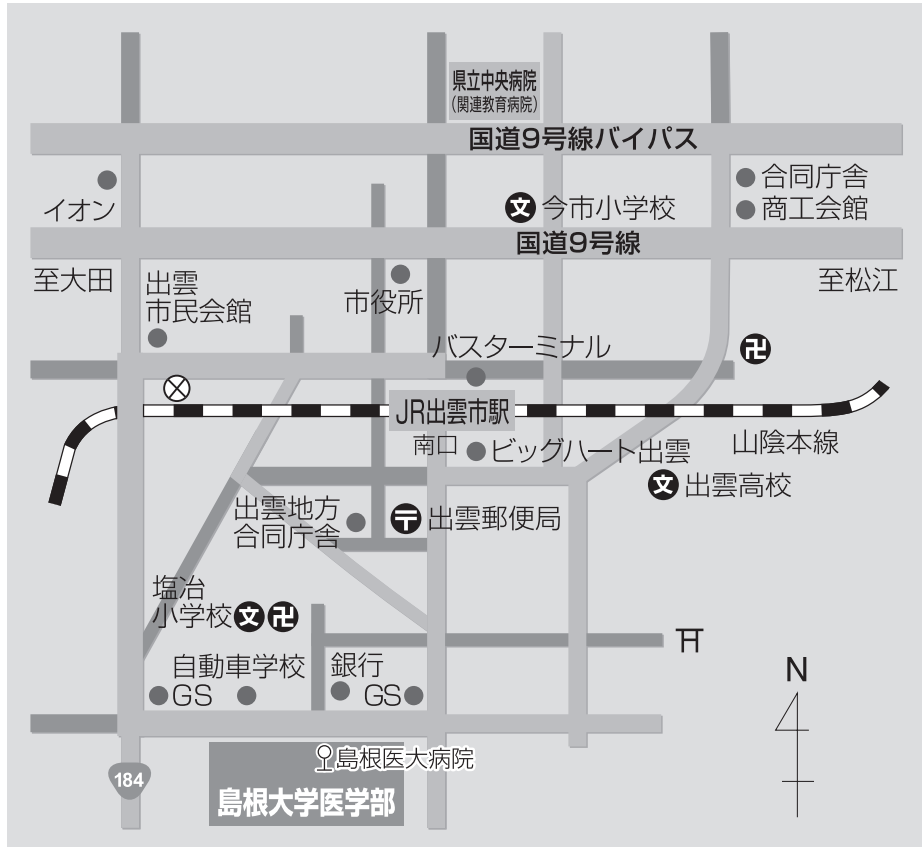 県立中央病院
(関連教育病院)
国道9号線バイパス
イオン
文 今市小学校
合同庁舎
商工会館
国道9号線
至大田
出雲
市民会館
市役所
至松江
バスターミナル
卍
JR出雲市駅
南口
ビッグハート出雲
山陰本線
文 出雲高校
出雲地方
合同庁舎
〒 出雲郵便局
塩冶
小学校 文 卍
自動車学校
銀行
GS
GS
N
島根医大病院
184
島根大学医学部